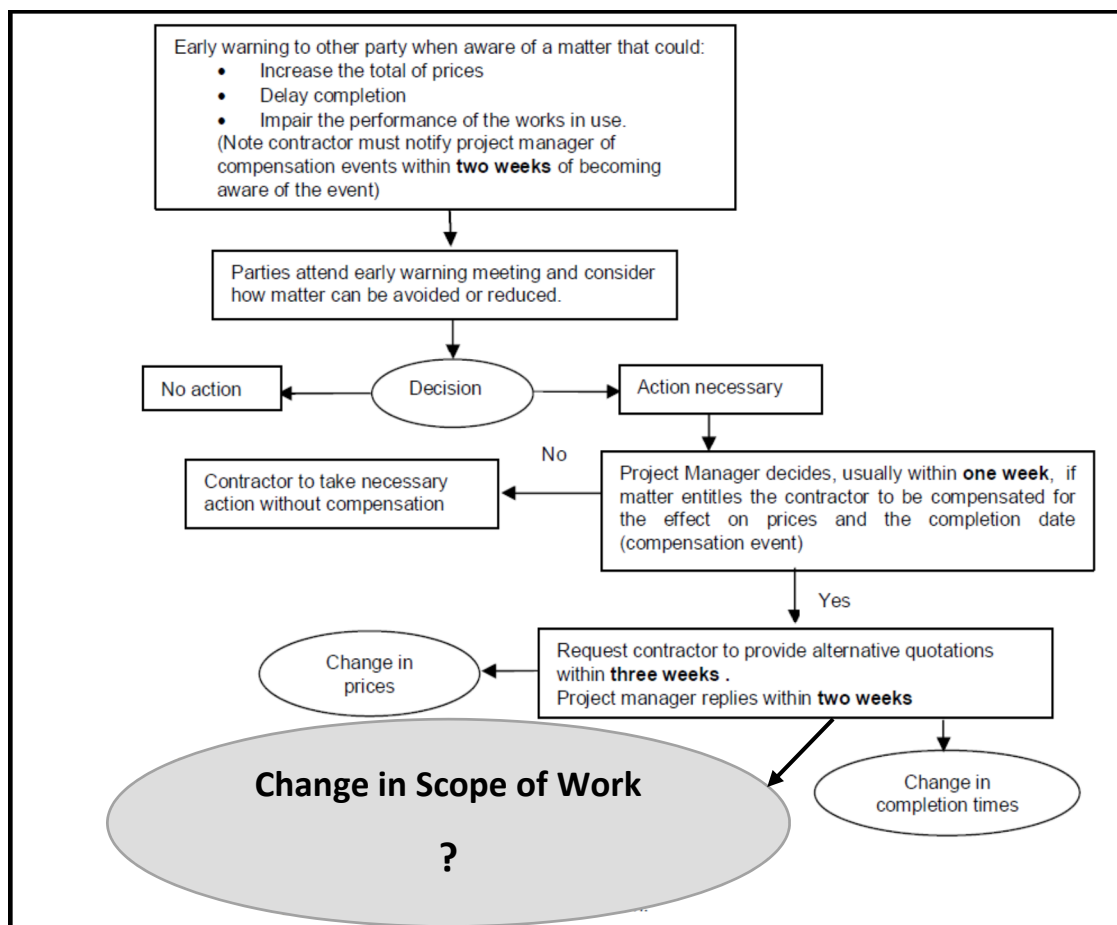 Early warning to other party when aware of a matter that could:
• Increase the total of prices
• Delay completion
• Impair the performance of the works in use.
(Note contractor must notify project manager of
compensation events within two weeks of becoming
aware of the event)
Parties attend early warning meeting and consider
how matter can be avoided or reduced.
No action
Decision
Action necessary
No
Contractor to take necessary
action without compensation
Project Manager decides, usually within one week, if
matter entitles the contractor to be compensated for
the effect on prices and the completion date
(compensation event)
Yes
Change in
prices
Request contractor to provide alternative quotations
within three weeks .
Project manager replies within two weeks
Change in Scope of Work
?
Change in
completion times